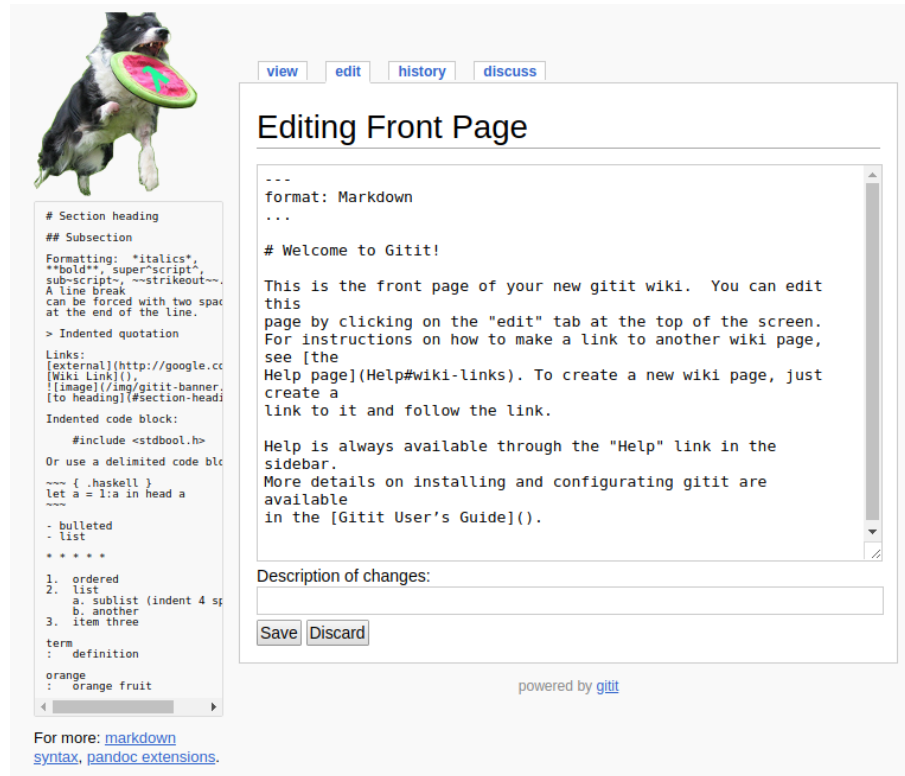 view edit history discuss
Editing Front Page
---
format: Markdown
...
# Welcome to Gitit!
This is the front page of your new gitit wiki.  You can edit
this
page by clicking on the "edit" tab at the top of the screen.
For instructions on how to make a link to another wiki page,
see [the
Help page](Help#wiki-links). To create a new wiki page, just
create a
link to it and follow the link.
Help is always available through the "Help" link in the
sidebar.
More details on installing and configurating gitit are
available
in the [Gitit User’s Guide]().
Description of changes:
Save Discard
powered by gitit
# Section heading
## Subsection
Formatting:  *italics*,
**bold**, super^script^,
sub~script~, ~~strikeout~~.
A line break
can be forced with two spac
at the end of the line.
> Indented quotation
Links:
[external](http://google.co
[Wiki Link](),
![image](/img/gitit-banner.
[to heading](#section-headi
Indented code block:
#include <stdbool.h>
Or use a delimited code blo
~~~ { .haskell }
let a = 1:a in head a
~~~
- bulleted
- list
* * * * *
1.  ordered
2.  list
a. sublist (indent 4 sp
b. another
3.  item three
term
:   definition
orange
:   orange fruit
For more: markdown
syntax, pandoc extensions.